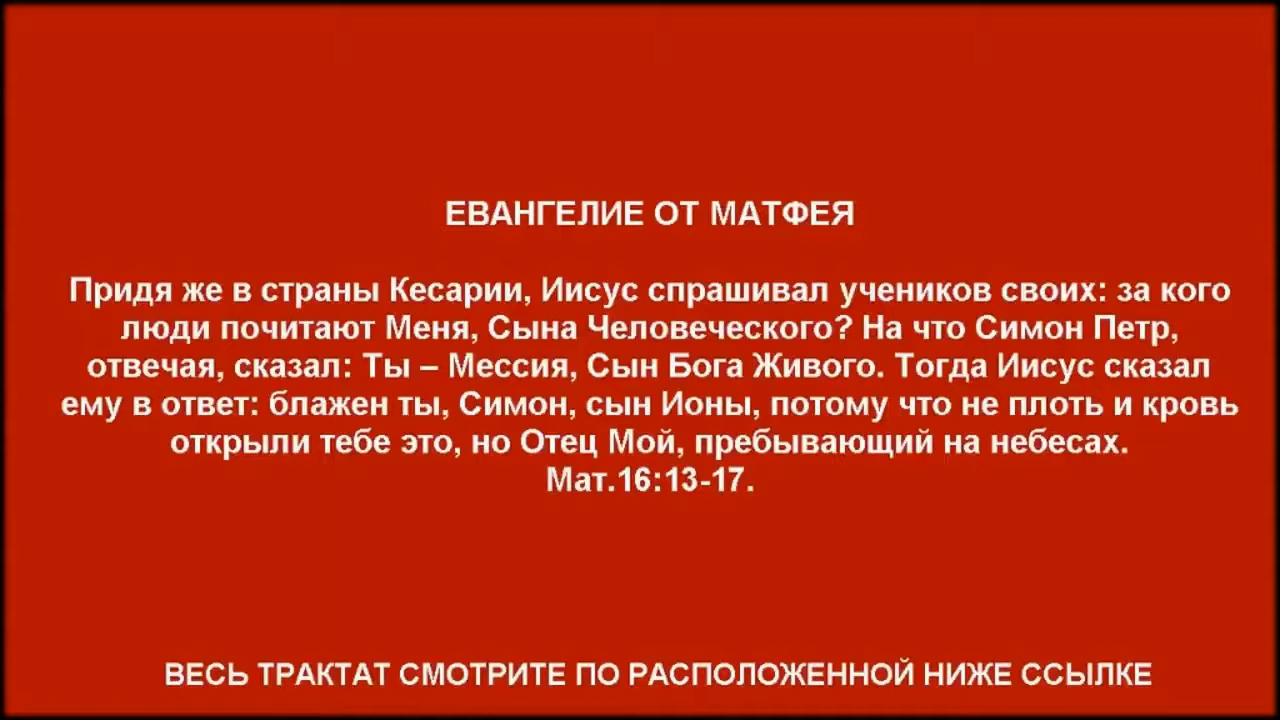 ЕВАНГЕЛИЕ ОТ МАТФЕЯ
Придя же в страны Кесарии, Иисус спрашивал учеников своих: за кого
люди почитают Меня, Сына Человеческого? На что Симон Петр,
отвечая, сказал: Ты – Мессия, Сын Бога Живого. Тогда Иисус сказал
ему в ответ: блажен ты, Симон, сын Ионы, потому что не плоть и кровь
открыли тебе это, но Отец Мой, пребывающий на небесах.
Мат.16:13-17.
ВЕСЬ ТРАКТАТ СМОТРИТЕ ПО РАСПОЛОЖЕННОЙ НИЖЕ ССЫЛКЕ